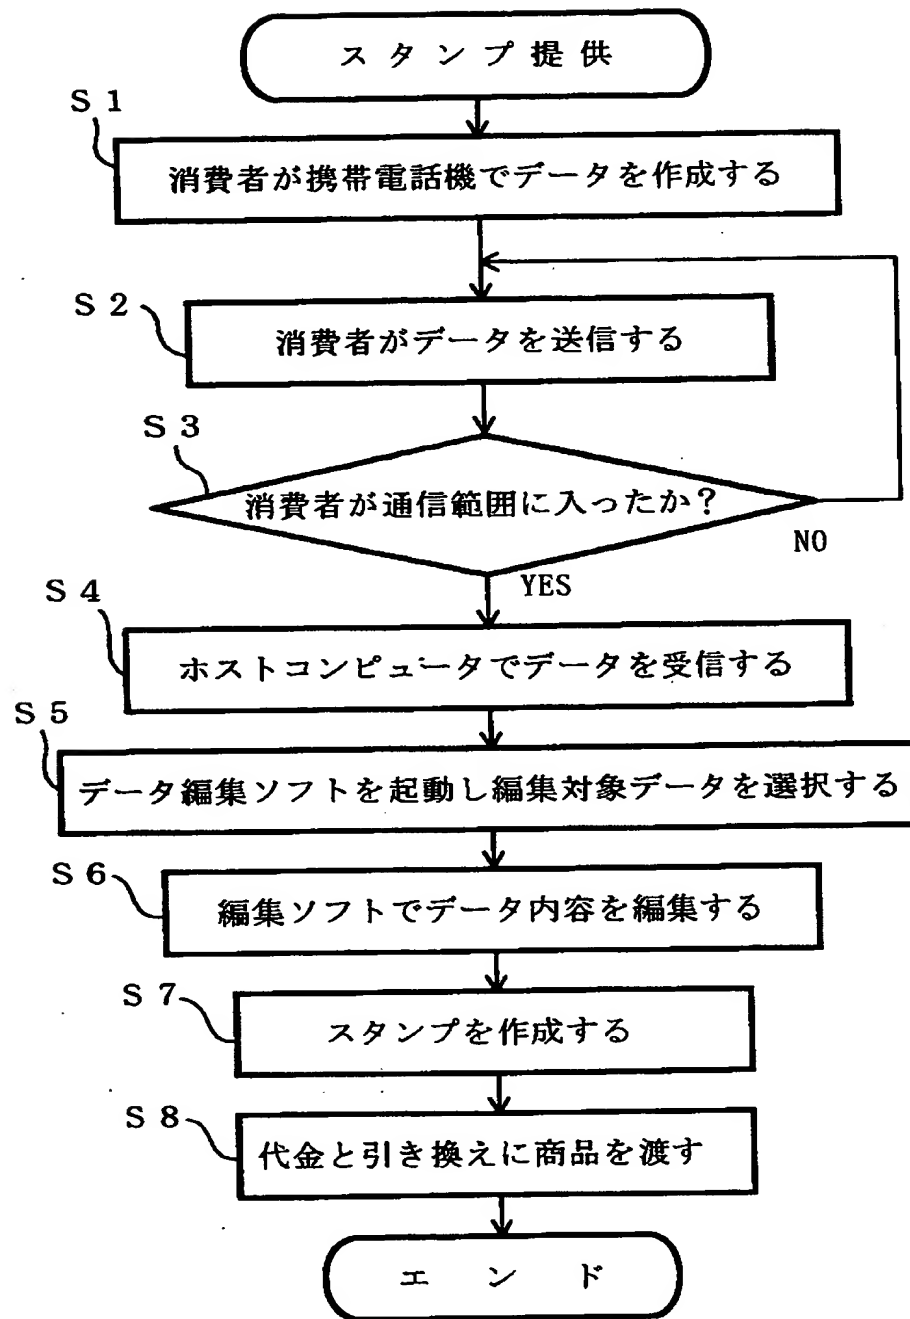 スタンプ提供
S1
消費者が携帯電話機でデータを作成する
S2
消費者がデータを送信する
S3
消費者が通信範囲に入ったか？
NO
YES
S4
ホストコンピュータでデータを受信する
S5
データ編集ソフトを起動し編集対象データを選択する
S6
編集ソフトでデータ内容を編集する
S7
スタンプを作成する
S8
代金と引き換えに商品を渡す
エンド